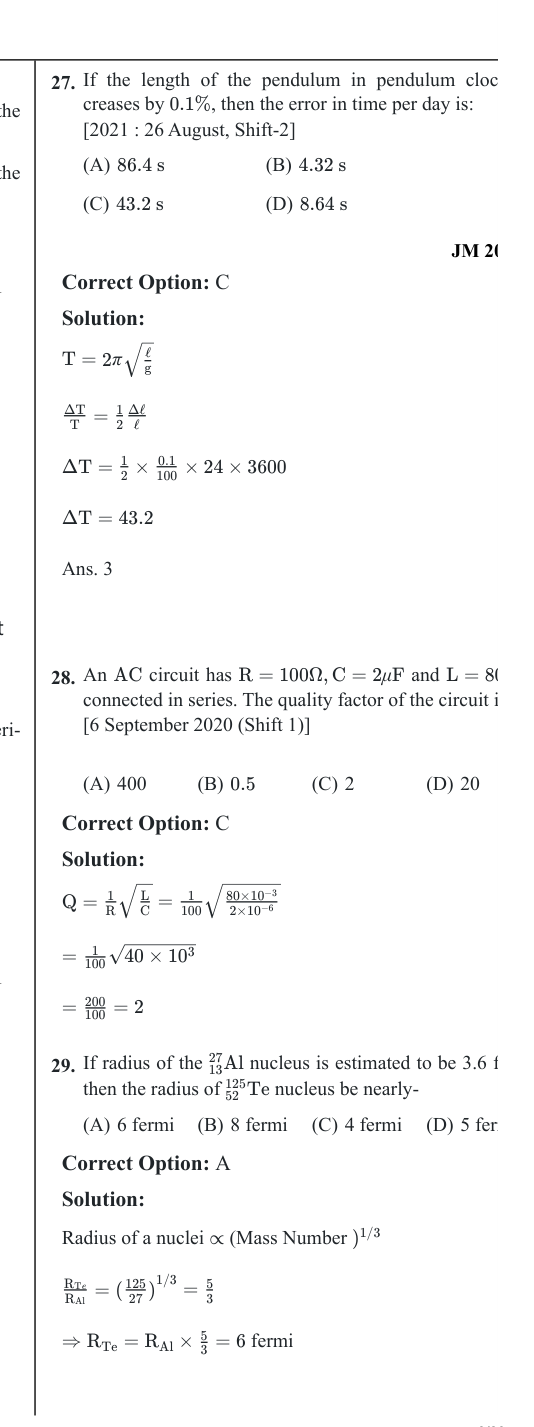 the
the
t
eri-
27. If the length of the pendulum in pendulum cloc
creases by 0.1%, then the error in time per day is:
[2021 : 26 August, Shift-2]
(A) 86.4 s (B) 4.32 s
(C) 43.2 s (D) 8.64 s
JM 20
Correct Option: C
Solution:
T = 2π√(ℓ/g)
ΔT/T = 1/2 Δℓ/ℓ
ΔT = 1/2 × 0.1/100 × 24 × 3600
ΔT = 43.2
Ans. 3
28. An AC circuit has R = 100Ω, C = 2μF and L = 80
connected in series. The quality factor of the circuit i
[6 September 2020 (Shift 1)]
(A) 400 (B) 0.5 (C) 2 (D) 20
Correct Option: C
Solution:
Q = 1/R √(L/C) = 1/100 √(80×10⁻³/2×10⁻⁶)
= 1/100 √(40 × 10³)
= 200/100 = 2
29. If radius of the ²⁷₁₃Al nucleus is estimated to be 3.6 f
then the radius of ¹²⁵₅₂Te nucleus be nearly-
(A) 6 fermi (B) 8 fermi (C) 4 fermi (D) 5 fer
Correct Option: A
Solution:
Radius of a nuclei ∝ (Mass Number )^1/3
R_Te/R_Al = (125/27)^1/3 = 5/3
⇒ R_Te = R_Al × 5/3 = 6 fermi